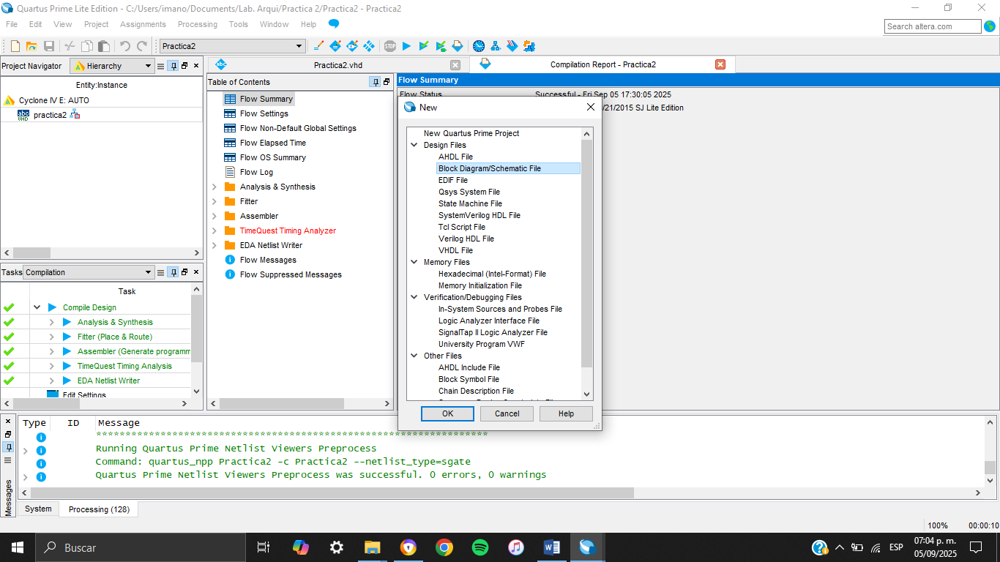 Quartus Prime Lite Edition - C:/Users/imano/Documents/Lab. Arqui/Practica 2/Practica2 - Practica2
File Edit View Project Assignments Processing Tools Window Help
Search altera.com
Practica2
Project Navigator Hierarchy
Entity:Instance
Cyclone IV E: AUTO
practica2
Practica2.vhd
Compilation Report - Practica2
Table of Contents
Flow Summary
Flow Settings
Flow Non-Default Global Settings
Flow Elapsed Time
Flow OS Summary
Flow Log
Analysis & Synthesis
Fitter
Assembler
TimeQuest Timing Analyzer
EDA Netlist Writer
Flow Messages
Flow Suppressed Messages
Flow Summary
Flow Status Successful - Fri Sep 05 17:30:05 2025
/21/2015 SJ Lite Edition
New
New Quartus Prime Project
Design Files
AHDL File
Block Diagram/Schematic File
EDIF File
Qsys System File
State Machine File
SystemVerilog HDL File
Tcl Script File
Verilog HDL File
VHDL File
Memory Files
Hexadecimal (Intel-Format) File
Memory Initialization File
Verification/Debugging Files
In-System Sources and Probes File
Logic Analyzer Interface File
SignalTap II Logic Analyzer File
University Program VWF
Other Files
AHDL Include File
Block Symbol File
Chain Description File
OK Cancel Help
Tasks Compilation
Task
Compile Design
Analysis & Synthesis
Fitter (Place & Route)
Assembler (Generate programm
TimeQuest Timing Analysis
EDA Netlist Writer
Edit Settings
Type ID Message
*******************************************************************
Running Quartus Prime Netlist Viewers Preprocess
Command: quartus_npp Practica2 -c Practica2 --netlist_type=sgate
Quartus Prime Netlist Viewers Preprocess was successful. 0 errors, 0 warnings
Messages
System Processing (128)
100% 00:00:10
Buscar
ESP
07:04 p. m.
05/09/2025